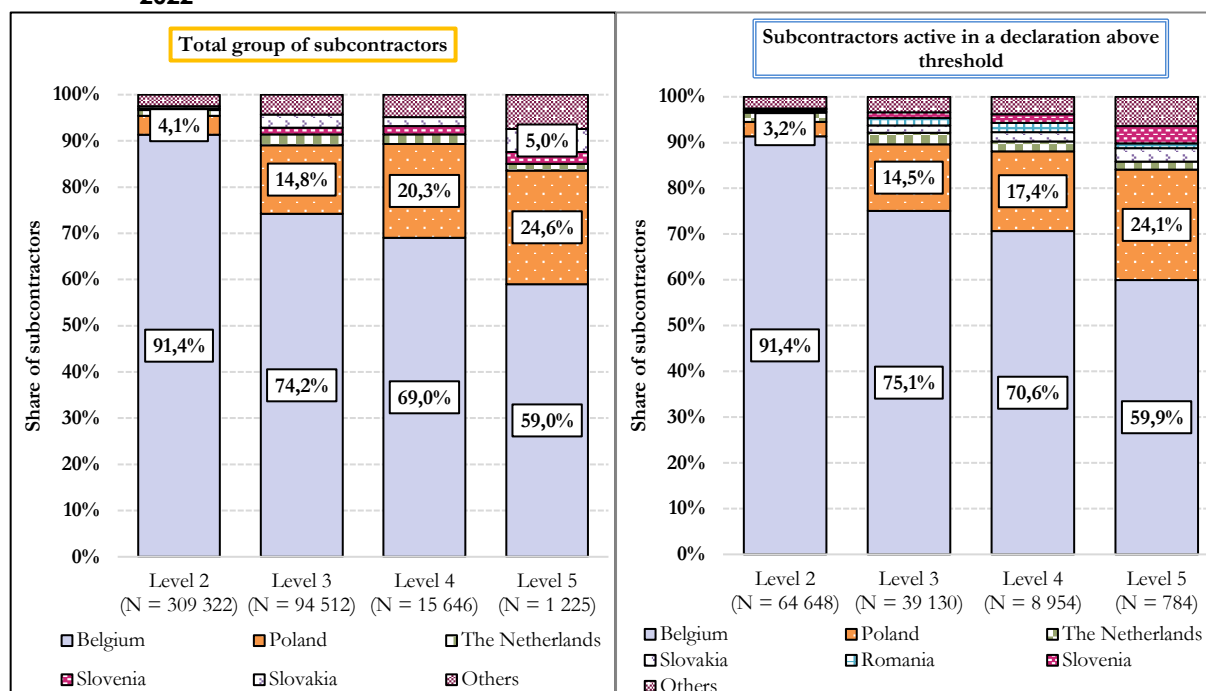 2022
Total group of subcontractors
Share of subcontractors
100%
90%
80%
70%
60%
50%
40%
30%
20%
10%
0%
4,1%
91,4%
14,8%
74,2%
20,3%
69,0%
5,0%
24,6%
59,0%
Level 2 Level 3 Level 4 Level 5
(N = 309 322) (N = 94 512) (N = 15 646) (N = 1 225)
Belgium Poland The Netherlands
Slovenia Slovakia Others
Subcontractors active in a declaration above
threshold
Share of subcontractors
100%
90%
80%
70%
60%
50%
40%
30%
20%
10%
0%
3,2%
91,4%
14,5%
75,1%
17,4%
70,6%
24,1%
59,9%
Level 2 Level 3 Level 4 Level 5
(N = 64 648) (N = 39 130) (N = 8 954) (N = 784)
Belgium Poland The Netherlands
Slovakia Romania Slovenia
Others